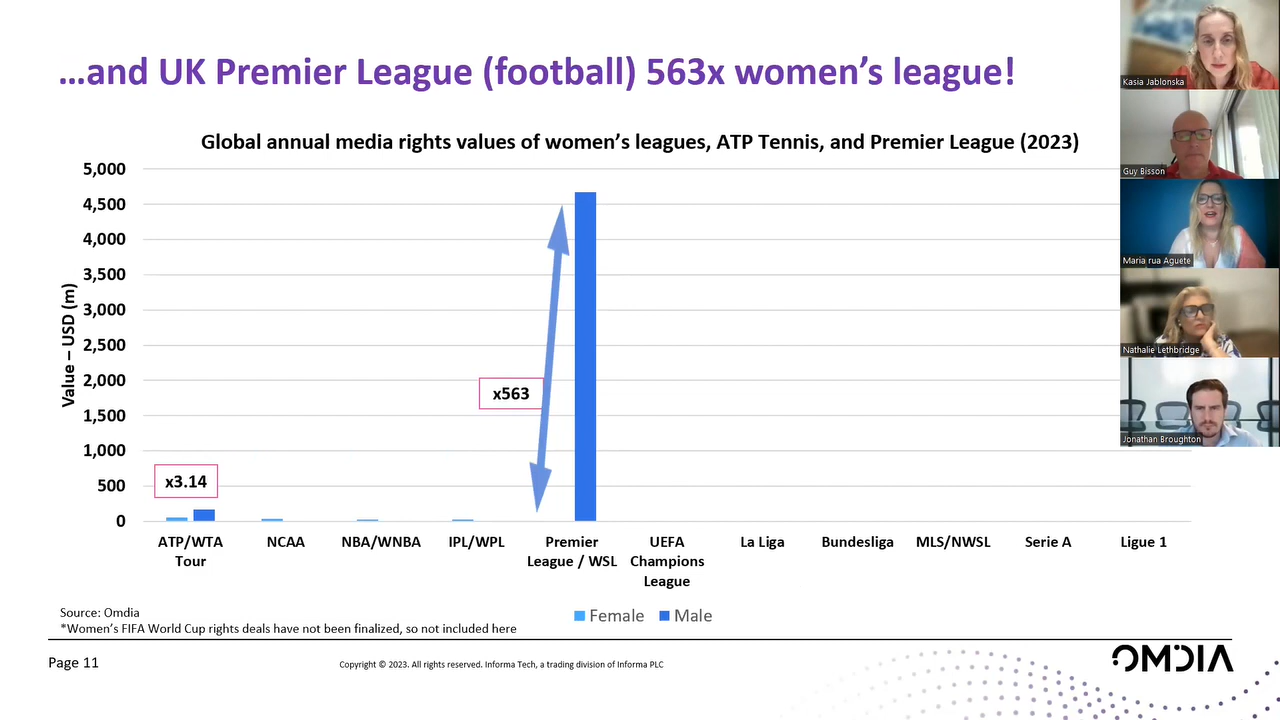 …and UK Premier League (football) 563x women’s league!
Global annual media rights values of women’s leagues, ATP Tennis, and Premier League (2023)
Value – USD (m)
5,000
4,500
4,000
3,500
3,000
2,500
2,000
1,500
1,000
500
0
x563
x3.14
ATP/WTA Tour
NCAA
NBA/WNBA
IPL/WPL
Premier League / WSL
UEFA Champions League
La Liga
Bundesliga
MLS/NWSL
Serie A
Ligue 1
Female
Male
Source: Omdia
*Women’s FIFA World Cup rights deals have not been finalized, so not included here
Page 11
Copyright © 2023. All rights reserved. Informa Tech, a trading division of Informa PLC
OMDIA
Kasia Jablonska
Guy Bisson
Maria rua Aguete
Nathalie Lethbridge
Jonathan Broughton